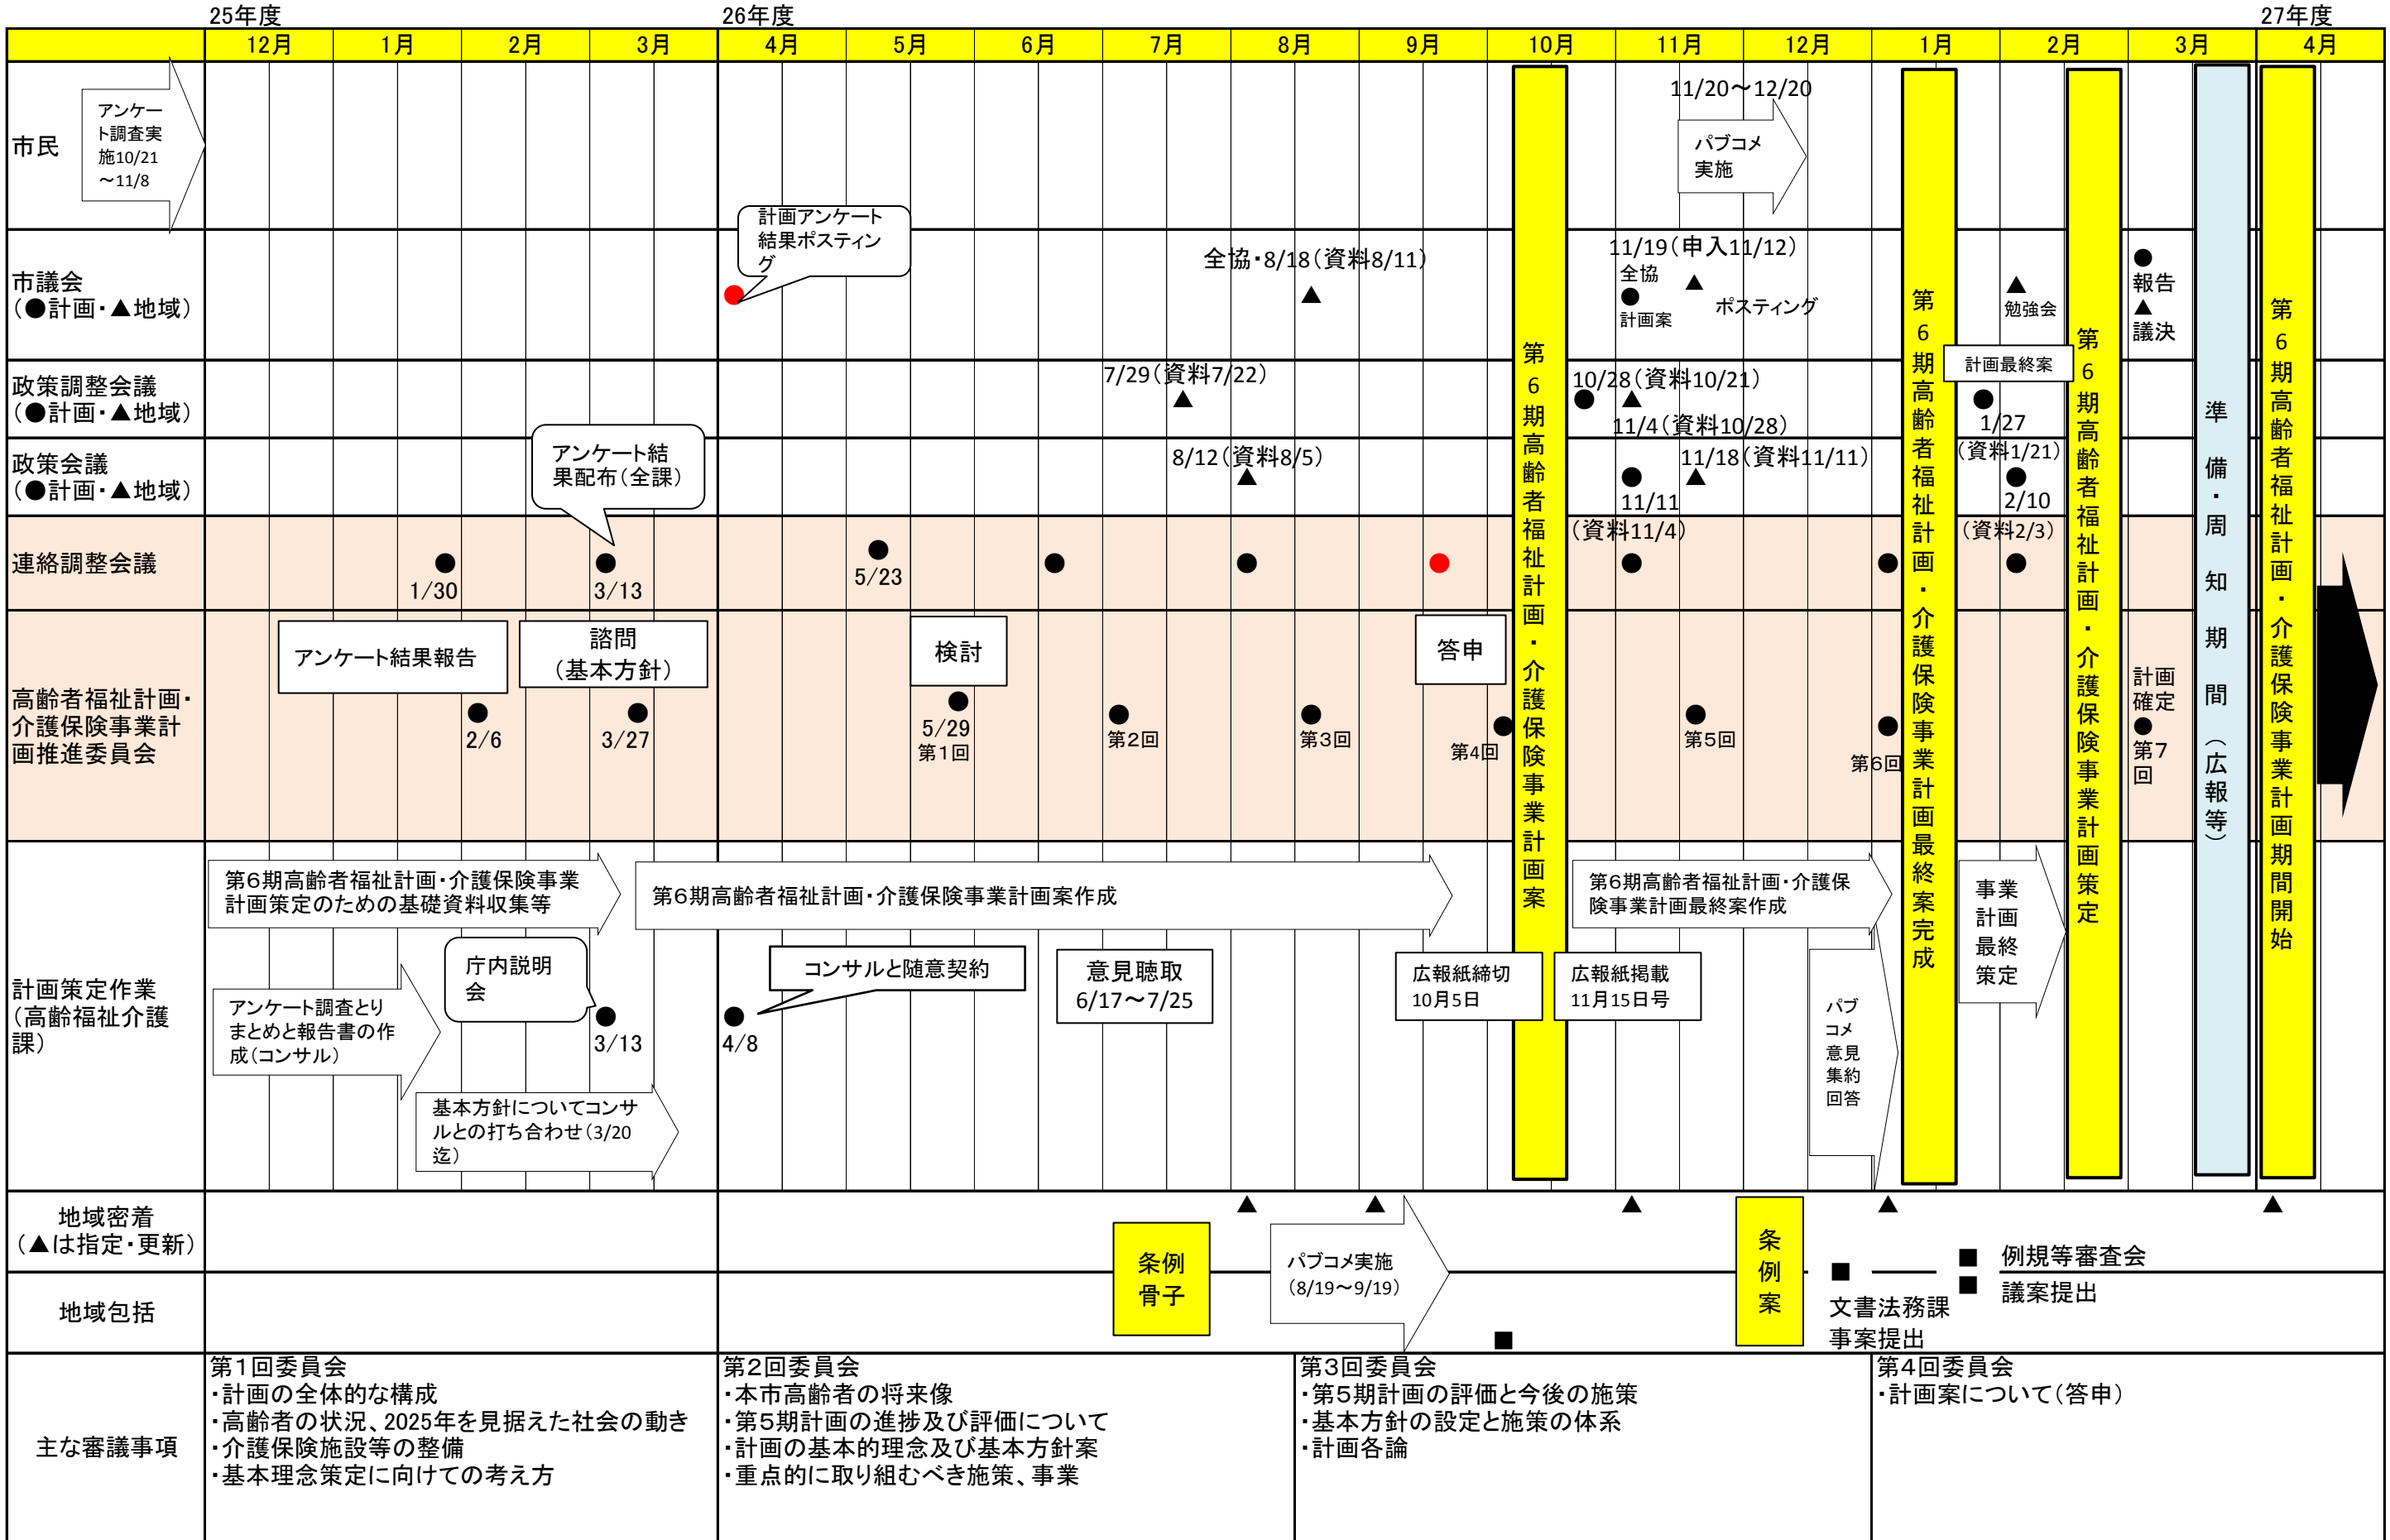 25年度
26年度
27年度
12月
1月
2月
3月
4月
5月
6月
7月
8月
9月
10月
11月
12月
1月
2月
3月
4月
市民
アンケー
ト調査実
施10/21
～11/8
11/20～12/20
パブコメ
実施
市議会
（●計画・▲地域）
計画アンケート
結果ポスティン
グ
全協・8/18（資料8/11）
11/19（申入11/12）
全協
計画案
ポスティング
勉強会
報告
議決
政策調整会議
（●計画・▲地域）
7/29（資料7/22）
10/28（資料10/21）
11/4（資料10/28）
計画最終案
1/27
（資料1/21）
政策会議
（●計画・▲地域）
アンケート結
果配布（全課）
8/12（資料8/5）
11/18（資料11/11）
11/11
（資料11/4）
2/10
（資料2/3）
連絡調整会議
1/30
3/13
5/23
高齢者福祉計画・
介護保険事業計
画推進委員会
アンケート結果報告
諮問
（基本方針）
検討
答申
2/6
3/27
5/29
第1回
第2回
第3回
第4回
第5回
第6回
計画
確定
第7
回
第6期高齢者福祉計画・介護保険事業計画案
第6期高齢者福祉計画・介護保険事業計画最終案完成
第6期高齢者福祉計画・介護保険事業計画策定
準備・周知期間（広報等）
第6期高齢者福祉計画・介護保険事業計画期間開始
計画策定作業
（高齢福祉介護
課）
第6期高齢者福祉計画・介護保険事業
計画策定のための基礎資料収集等
第6期高齢者福祉計画・介護保険事業計画案作成
第6期高齢者福祉計画・介護保
険事業計画最終案作成
事業
計画
最終
策定
アンケート調査とり
まとめと報告書の作
成（コンサル）
庁内説明
会
3/13
コンサルと随意契約
4/8
意見聴取
6/17～7/25
広報紙締切
10月5日
広報紙掲載
11月15日号
パブ
コメ
意見
集約
回答
基本方針についてコンサ
ルとの打ち合わせ（3/20
迄）
地域密着
（▲は指定・更新）
地域包括
条例
骨子
パブコメ実施
（8/19～9/19）
条例案
■
■ 例規等審査会
■ 議案提出
文書法務課
事案提出
主な審議事項
第1回委員会
・計画の全体的な構成
・高齢者の状況、2025年を見据えた社会の動き
・介護保険施設等の整備
・基本理念策定に向けての考え方
第2回委員会
・本市高齢者の将来像
・第5期計画の進捗及び評価について
・計画の基本的理念及び基本方針案
・重点的に取り組むべき施策、事業
第3回委員会
・第5期計画の評価と今後の施策
・基本方針の設定と施策の体系
・計画各論
第4回委員会
・計画案について（答申）